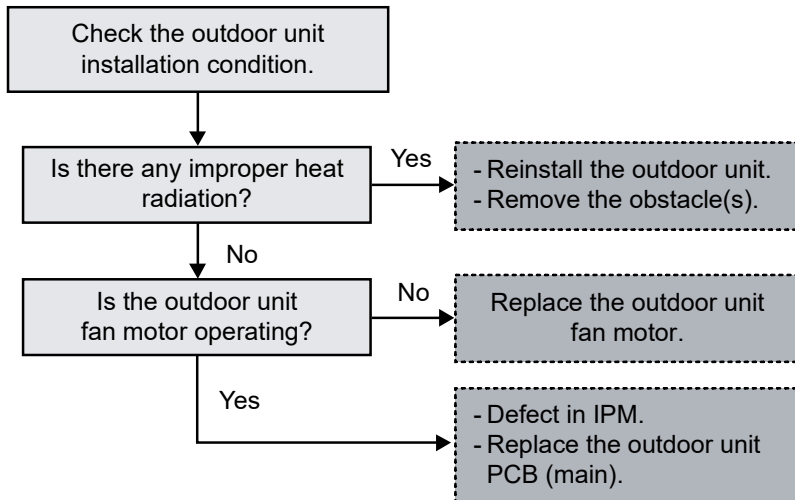 Check the outdoor unit
installation condition.
Is there any improper heat
radiation?
Yes
- Reinstall the outdoor unit.
- Remove the obstacle(s).
No
Is the outdoor unit
fan motor operating?
No
Replace the outdoor unit
fan motor.
Yes
- Defect in IPM.
- Replace the outdoor unit
PCB (main).